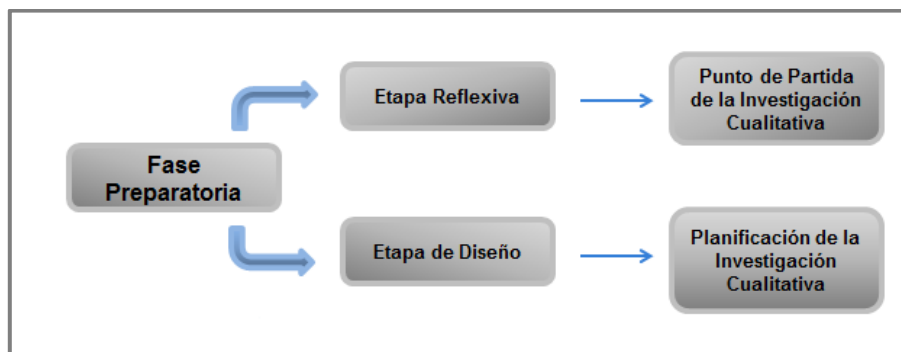 Fase
Preparatoria
Etapa Reflexiva
Punto de Partida
de la Investigación
Cualitativa
Etapa de Diseño
Planificación de la
Investigación
Cualitativa